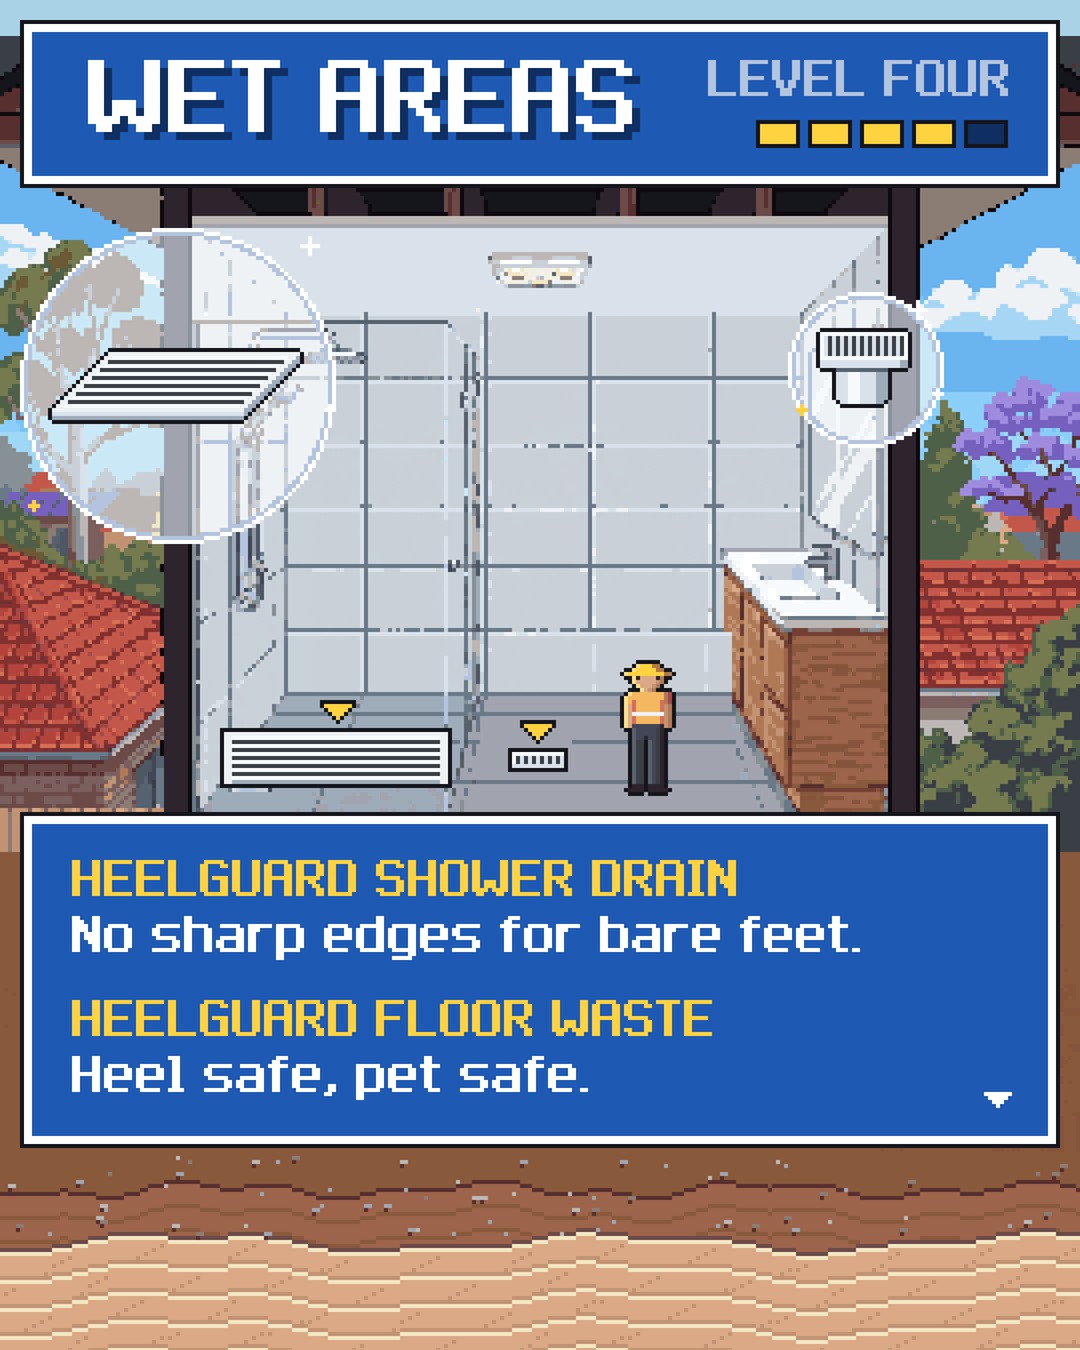 WET AREAS
LEVEL FOUR
HEELGUARD SHOWER DRAIN
No sharp edges for bare feet.
HEELGUARD FLOOR WASTE
Heel safe, pet safe.